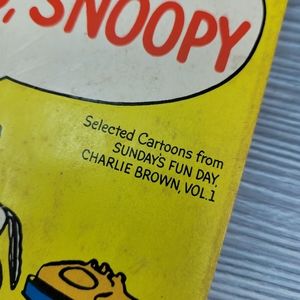 SNOOPY
Selected Cartoons from
SUNDAY'S FUN DAY,
CHARLIE BROWN, VOL.1